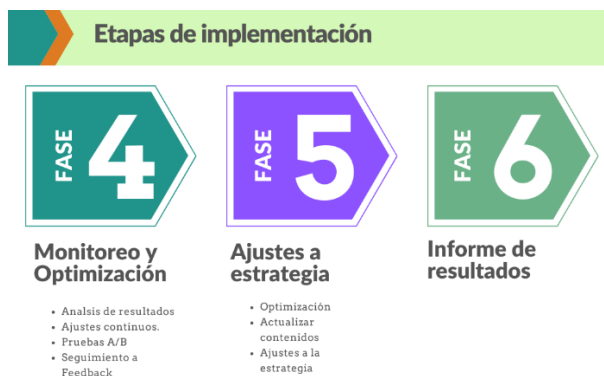 Etapas de implementación
FASE 4
Monitoreo y
Optimización
• Analsis de resultados
• Ajustes continuos.
• Pruebas A/B
• Seguimiento a
Feedback
FASE 5
Ajustes a
estrategia
• Optimización
• Actualizar
contenidos
• Ajustes a la
estrategia
FASE 6
Informe de
resultados